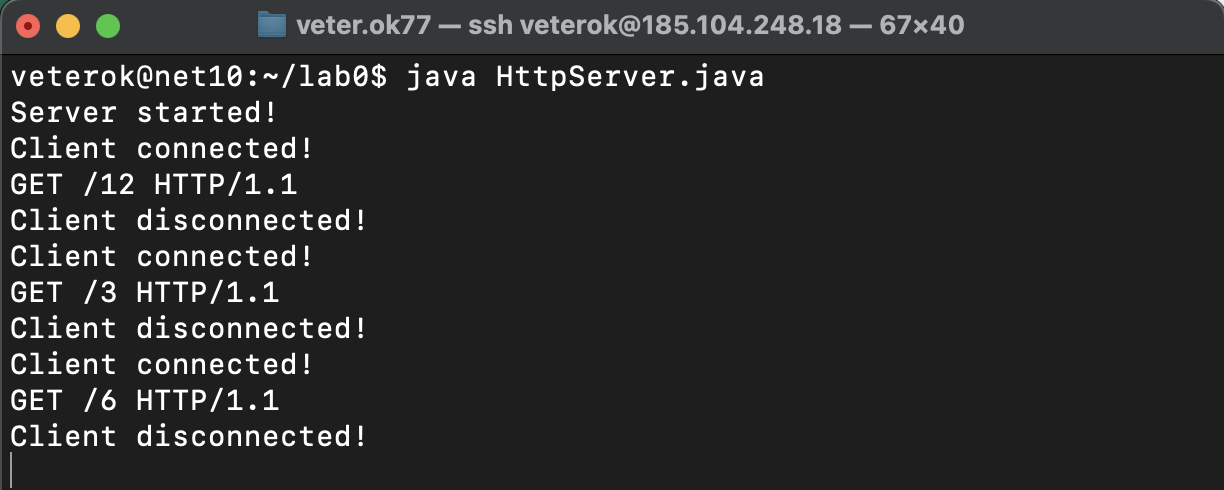 veter.ok77 — ssh veterok@185.104.248.18 — 67×40
veterok@net10:~/lab0$ java HttpServer.java
Server started!
Client connected!
GET /12 HTTP/1.1
Client disconnected!
Client connected!
GET /3 HTTP/1.1
Client disconnected!
Client connected!
GET /6 HTTP/1.1
Client disconnected!